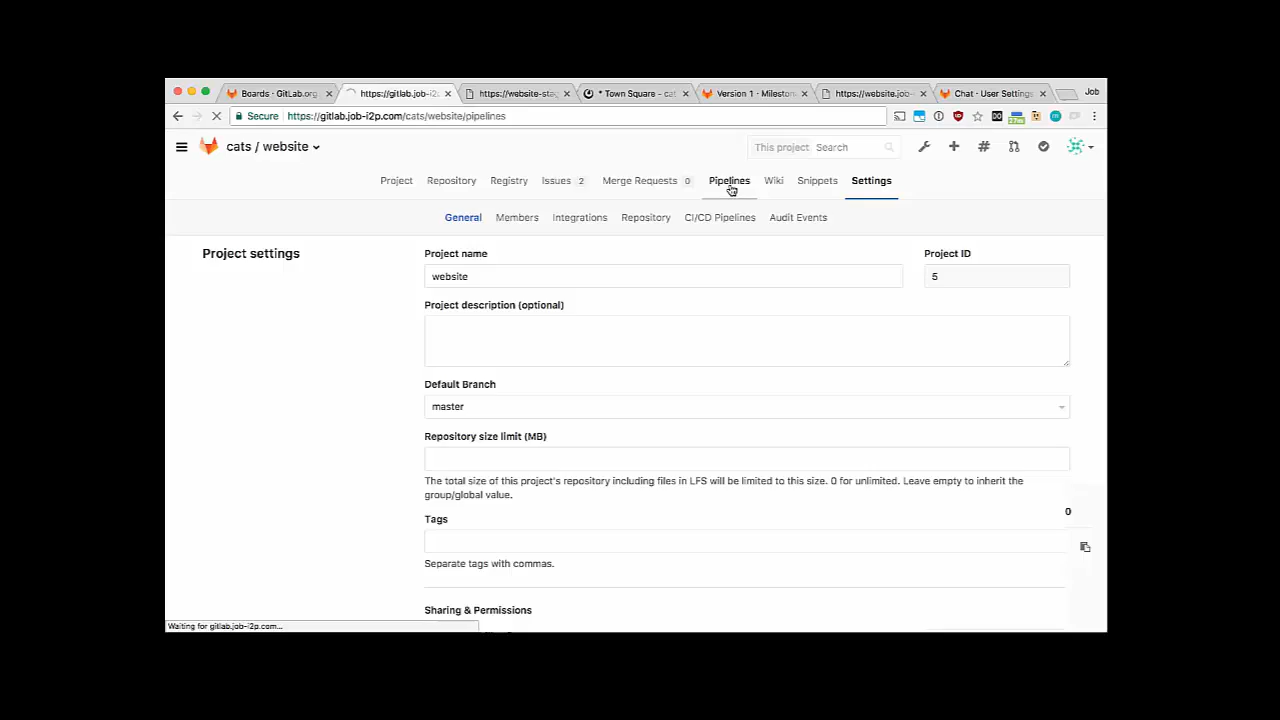 Boards · GitLab.org
https://gitlab.job-i2p
https://website-sta
* Town Square - cat
Version 1 · Milestone
https://website.job-
Chat · User Settings
Job
Secure https://gitlab.job-i2p.com/cats/website/pipelines
cats / website
This project Search
Project Repository Registry Issues 2 Merge Requests 0 Pipelines Wiki Snippets Settings
General Members Integrations Repository CI/CD Pipelines Audit Events
Project settings
Project name
Project ID
website
5
Project description (optional)
Default Branch
master
Repository size limit (MB)
The total size of this project's repository including files in LFS will be limited to this size. 0 for unlimited. Leave empty to inherit the
group/global value.
0
Tags
Separate tags with commas.
Sharing & Permissions
Waiting for gitlab.job-i2p.com...